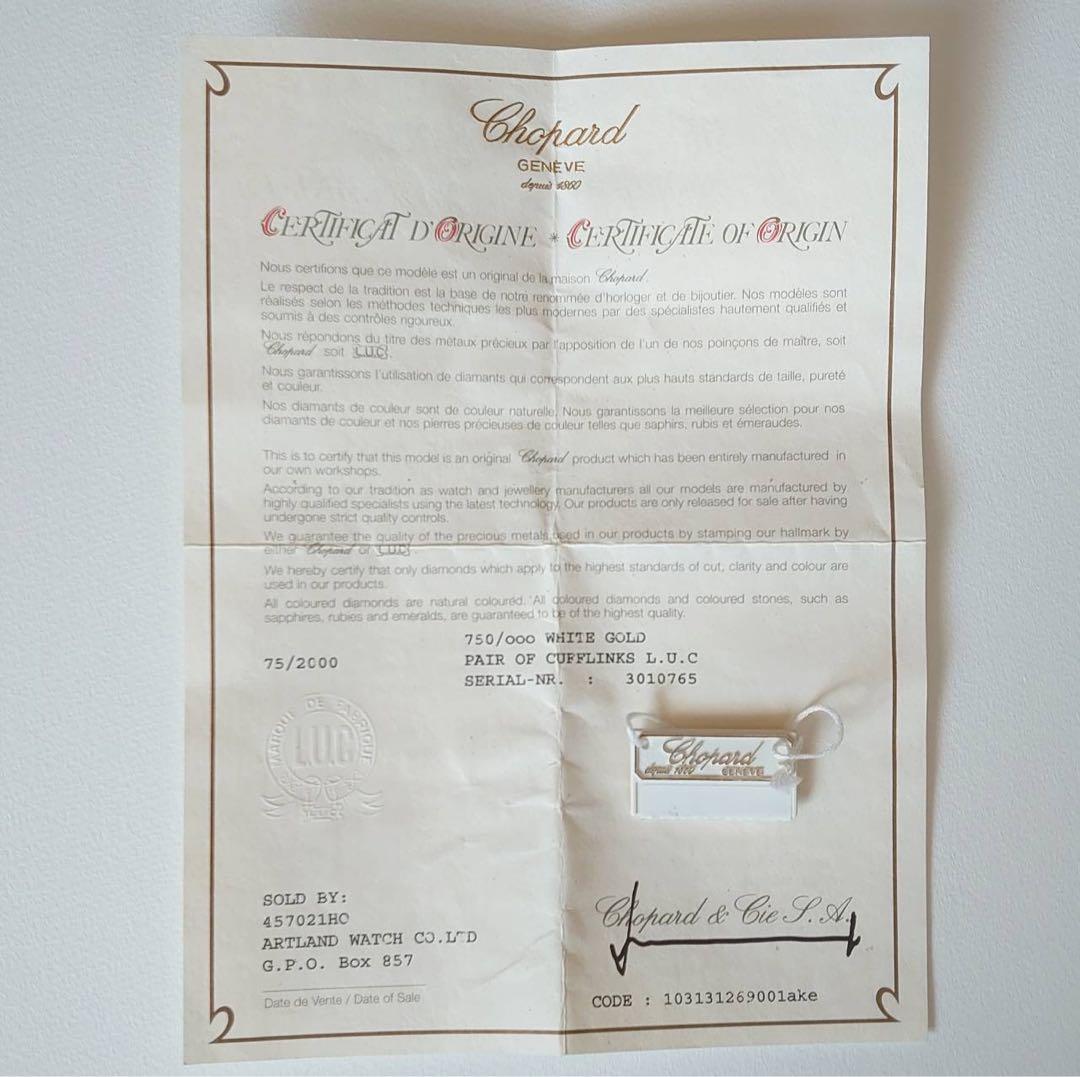 Chopard
GENÈVE
depuis 1860
CERTIFICAT D'ORIGINE * CERTIFICATE OF ORIGIN
Nous certifions que ce modèle est un original de la maison Chopard.
Le respect de la tradition est la base de notre renommée d'horloger et de bijoutier. Nos modèles sont
réalisés selon les méthodes techniques les plus modernes par des spécialistes hautement qualifiés et
soumis à des contrôles rigoureux.
Nous répondons du titre des métaux précieux par l'apposition de l'un de nos poinçons de maître, soit
Chopard soit L.U.C.
Nous garantissons l'utilisation de diamants qui correspondent aux plus hauts standards de taille, pureté
et couleur.
Nos diamants de couleur sont de couleur naturelle. Nous garantissons la meilleure sélection pour nos
diamants de couleur et nos pierres précieuses de couleur telles que saphirs, rubis et émeraudes.
This is to certify that this model is an original Chopard product which has been entirely manufactured in
our own workshops.
According to our tradition as watch and jewellery manufacturers all our models are manufactured by
highly qualified specialists using the latest technology. Our products are only released for sale after having
undergone strict quality controls.
We guarantee the quality of the precious metals used in our products by stamping our hallmark by
either Chopard or L.U.C.
We hereby certify that only diamonds which apply to the highest standards of cut, clarity and colour are
used in our products.
All coloured diamonds are natural coloured. All coloured diamonds and coloured stones, such as
sapphires, rubies and emeralds, are guaranteed to be of the highest quality.
750/000 WHITE GOLD
75/2000 PAIR OF CUFFLINKS L.U.C
SERIAL-NR. : 3010765
MARQUE DE FABRIQUE
L.U.C
Chopard
depuis 1860 GENÈVE
SOLD BY:
457021HO
ARTLAND WATCH CO.LTD
G.P.O. Box 857
Date de Vente / Date of Sale
Chopard & Cie S.A.
CODE : 103131269001ake